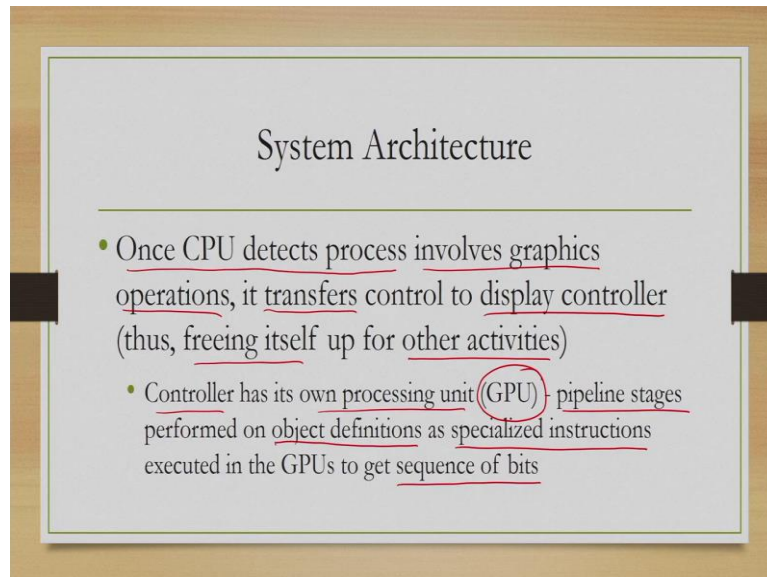 System Architecture
• Once CPU detects process involves graphics
operations, it transfers control to display controller
(thus, freeing itself up for other activities)
• Controller has its own processing unit (GPU) - pipeline stages
performed on object definitions as specialized instructions
executed in the GPUs to get sequence of bits